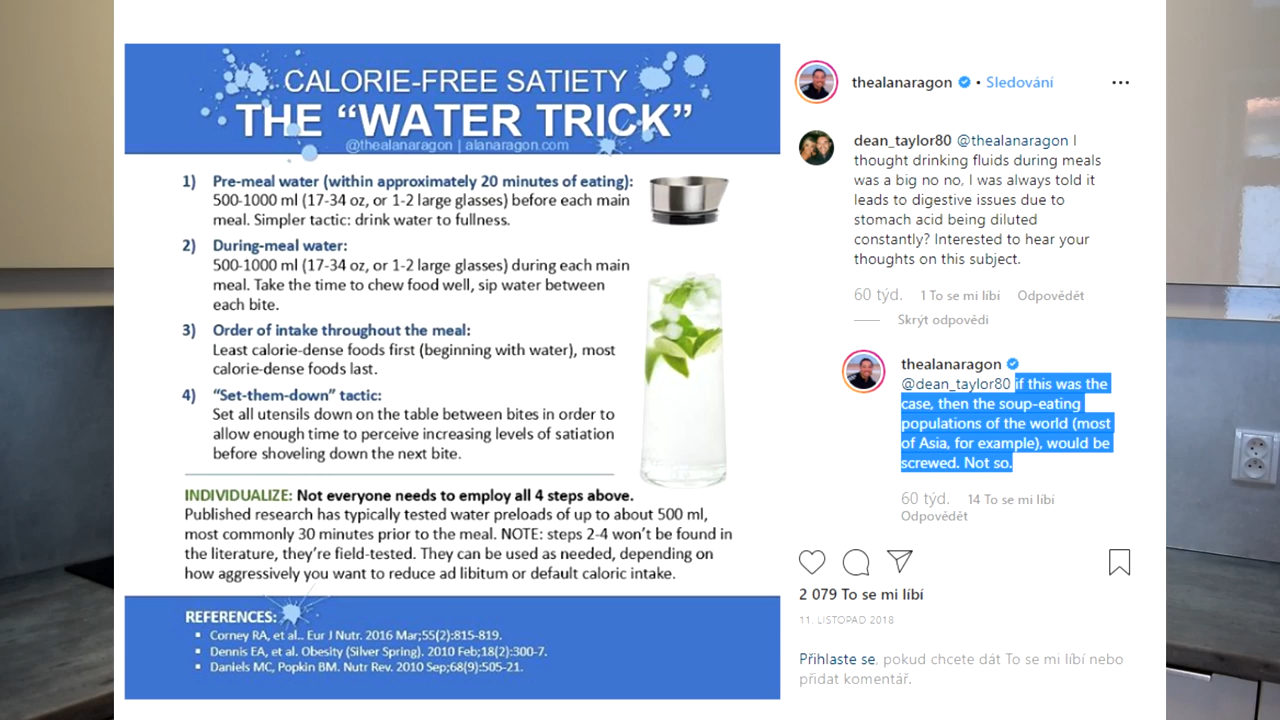 CALORIE-FREE SATIETY
THE “WATER TRICK”
@thealanaragon | alanaragon.com
1) Pre-meal water (within approximately 20 minutes of eating):
500-1000 ml (17-34 oz, or 1-2 large glasses) before each main
meal. Simpler tactic: drink water to fullness.
2) During-meal water:
500-1000 ml (17-34 oz, or 1-2 large glasses) during each main
meal. Take the time to chew food well, sip water between
each bite.
3) Order of intake throughout the meal:
Least calorie-dense foods first (beginning with water), most
calorie-dense foods last.
4) “Set-them-down” tactic:
Set all utensils down on the table between bites in order to
allow enough time to perceive increasing levels of satiation
before shoveling down the next bite.
INDIVIDUALIZE: Not everyone needs to employ all 4 steps above.
Published research has typically tested water preloads of up to about 500 ml,
most commonly 30 minutes prior to the meal. NOTE: steps 2-4 won’t be found in
the literature, they’re field-tested. They can be used as needed, depending on
how aggressively you want to reduce ad libitum or default caloric intake.
REFERENCES:
▪ Corney RA, et al.. Eur J Nutr. 2016 Mar;55(2):815-819.
▪ Dennis EA, et al. Obesity (Silver Spring). 2010 Feb;18(2):300-7.
▪ Daniels MC, Popkin BM. Nutr Rev. 2010 Sep;68(9):505-21.
thealanaragon • Sledování
dean_taylor80 @thealanaragon I
thought drinking fluids during meals
was a big no no, I was always told it
leads to digestive issues due to
stomach acid being diluted
constantly? Interested to hear your
thoughts on this subject.
60 týd. 1 To se mi líbí Odpovědět
Skrýt odpovědi
thealanaragon
@dean_taylor80 if this was the
case, then the soup-eating
populations of the world (most
of Asia, for example), would be
screwed. Not so.
60 týd. 14 To se mi líbí
Odpovědět
2 079 To se mi líbí
11. LISTOPAD 2018
Přihlaste se, pokud chcete dát To se mi líbí nebo
přidat komentář.